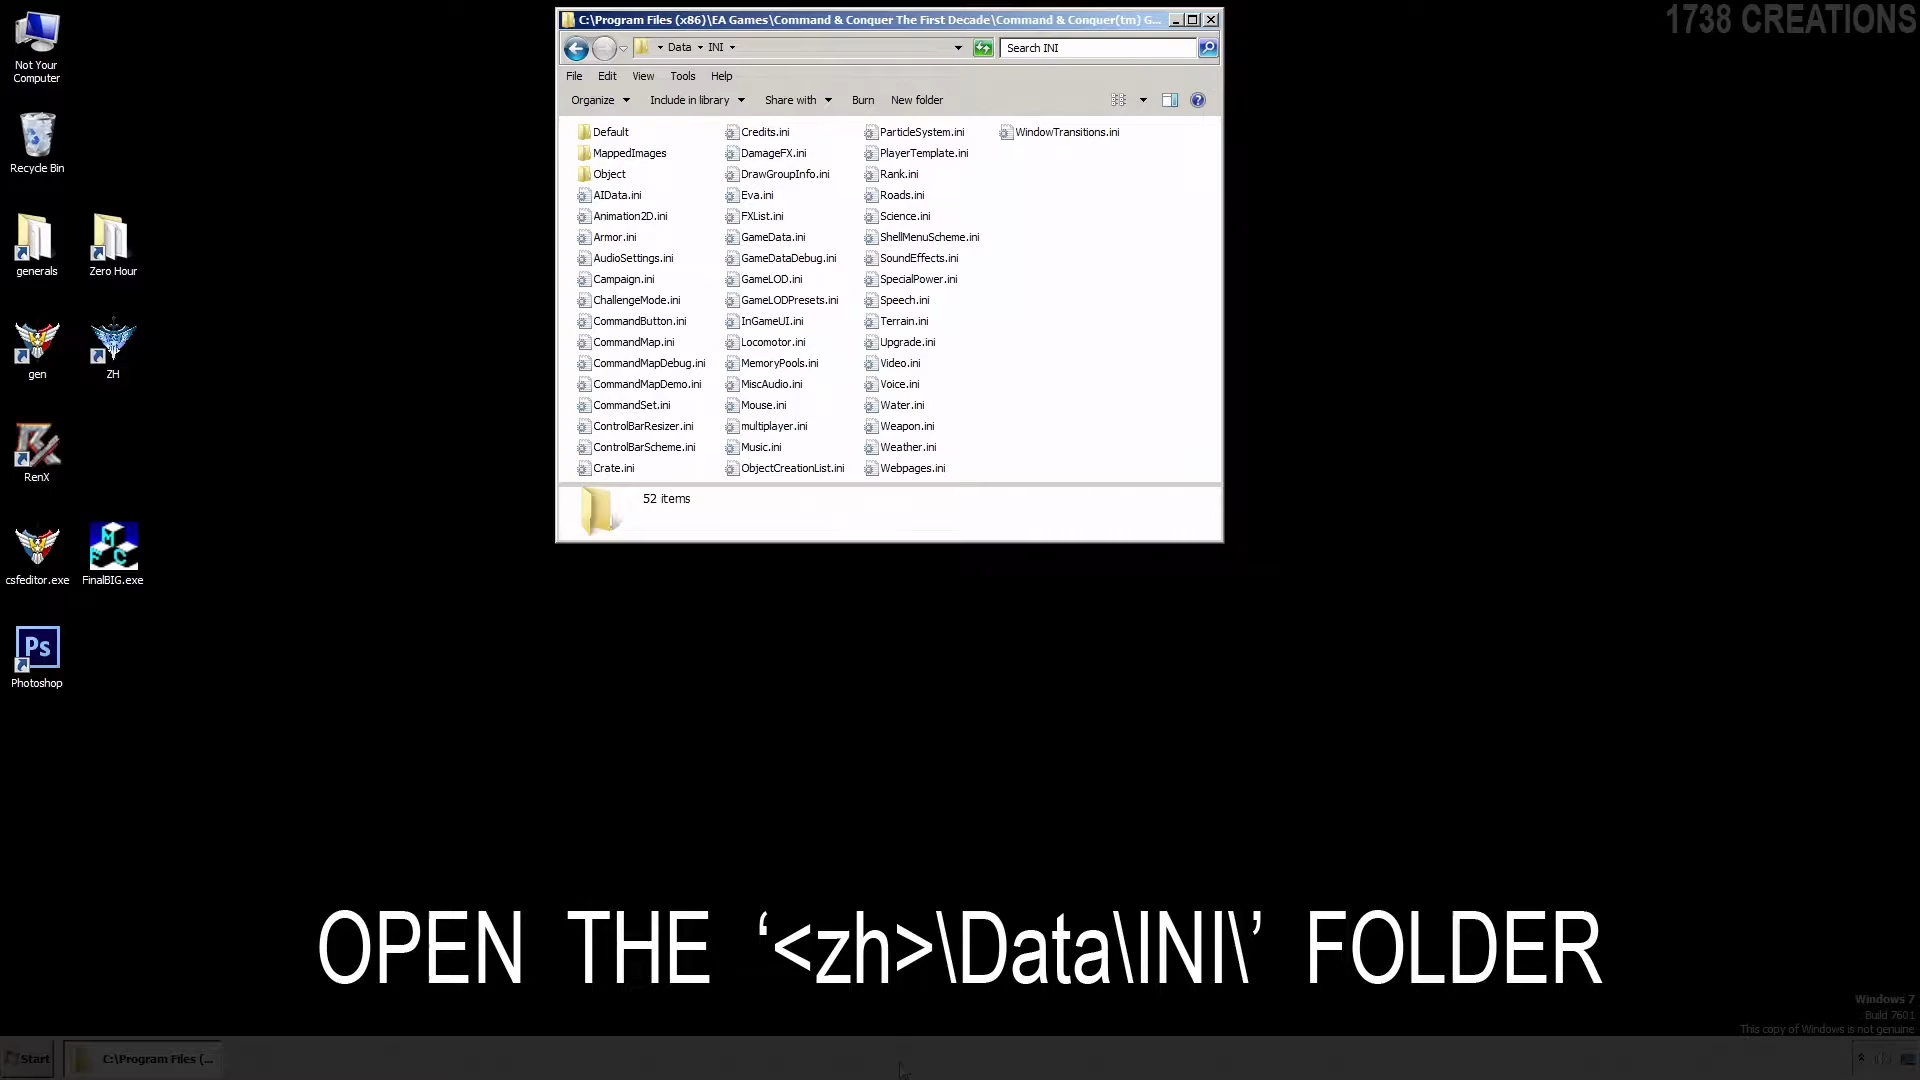 1738 CREATIONS
C:\Program Files (x86)\EA Games\Command & Conquer The First Decade\Command & Conquer(tm) G...
Data INI
Search INI
File Edit View Tools Help
Organize Include in library Share with Burn New folder
Default
MappedImages
Object
AIData.ini
Animation2D.ini
Armor.ini
AudioSettings.ini
Campaign.ini
ChallengeMode.ini
CommandButton.ini
CommandMap.ini
CommandMapDebug.ini
CommandMapDemo.ini
CommandSet.ini
ControlBarResizer.ini
ControlBarScheme.ini
Crate.ini
Credits.ini
DamageFX.ini
DrawGroupInfo.ini
Eva.ini
FXList.ini
GameData.ini
GameDataDebug.ini
GameLOD.ini
GameLODPresets.ini
InGameUI.ini
Locomotor.ini
MemoryPools.ini
MiscAudio.ini
Mouse.ini
multiplayer.ini
Music.ini
ObjectCreationList.ini
ParticleSystem.ini
PlayerTemplate.ini
Rank.ini
Roads.ini
Science.ini
ShellMenuScheme.ini
SoundEffects.ini
SpecialPower.ini
Speech.ini
Terrain.ini
Upgrade.ini
Video.ini
Voice.ini
Water.ini
Weapon.ini
Weather.ini
Webpages.ini
WindowTransitions.ini
52 items
Not Your
Computer
Recycle Bin
generals
Zero Hour
gen
ZH
RenX
csfeditor.exe
M
F C
FinalBIG.exe
Ps
Photoshop
OPEN THE ‘<zh>\Data\INI\’ FOLDER
Windows 7
Build 7601
This copy of Windows is not genuine
Start
C:\Program Files (...